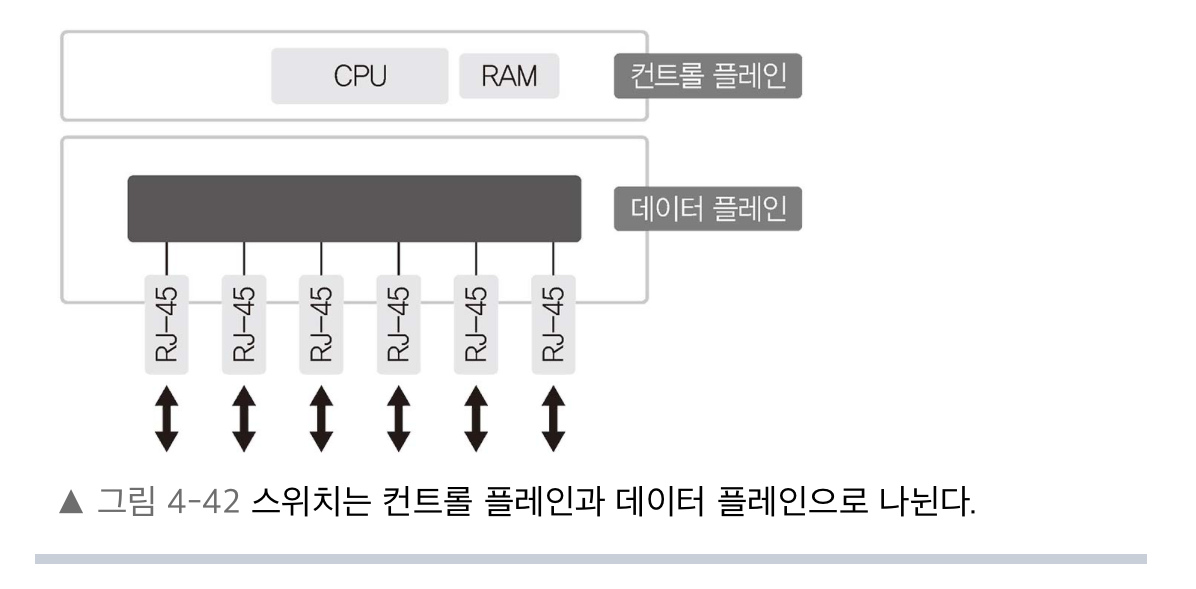 CPU RAM 컨트롤 플레인
데이터 플레인
RJ-45 RJ-45 RJ-45 RJ-45 RJ-45 RJ-45
▲ 그림 4-42 스위치는 컨트롤 플레인과 데이터 플레인으로 나뉜다.